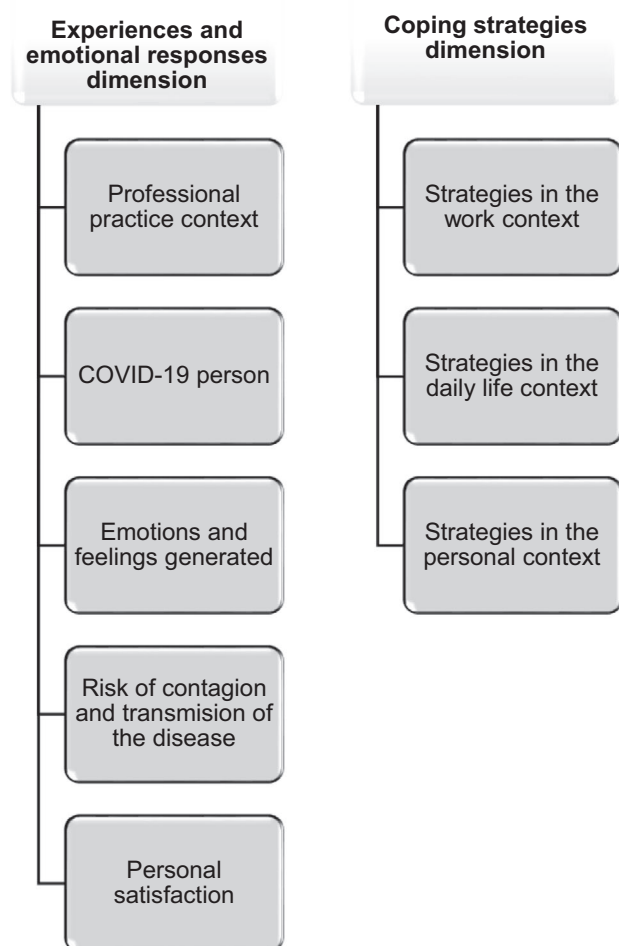 Experiences and
emotional responses
dimension
Professional
practice context
COVID-19 person
Emotions and
feelings generated
Risk of contagion
and transmision of
the disease
Personal
satisfaction
Coping strategies
dimension
Strategies in the
work context
Strategies in the
daily life context
Strategies in the
personal context